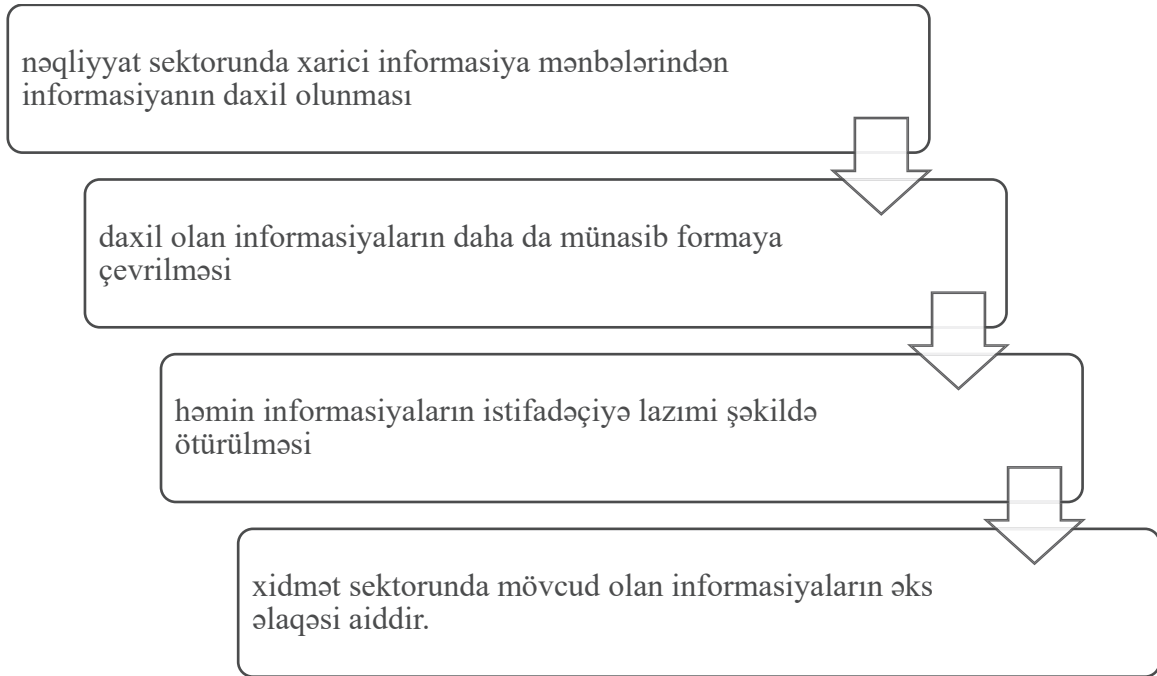 nəqliyyat sektorunda xarici informasiya mənbələrindən
informasiyanın daxil olunması
daxil olan informasiyaların daha da münasib formaya
çevrilməsi
həmin informasiyaların istifadəçiyə lazımi şəkildə
ötürülməsi
xidmət sektorunda mövcud olan informasiyaların əks
əlaqəsi aiddir.